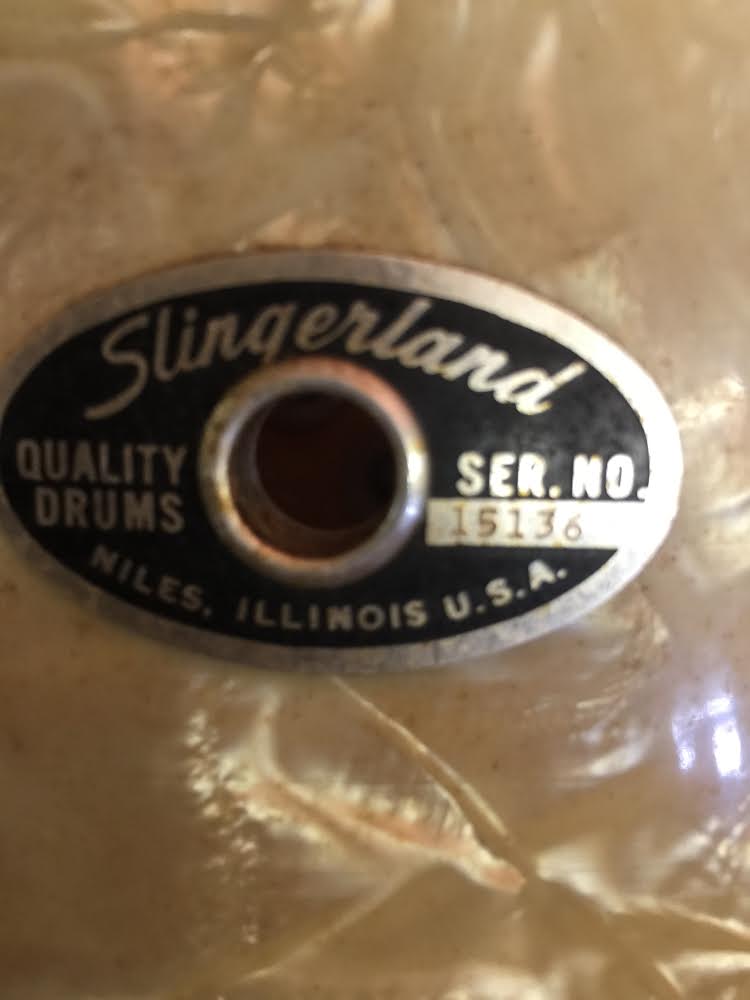 Slingerland
QUALITY
DRUMS
SER. NO.
15136
NILES, ILLINOIS U.S.A.